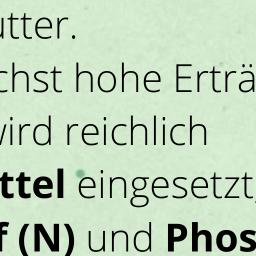 utter.
chst hohe Erträ
wird reichlich
ttel eingesetzt,
f (N) und Phos